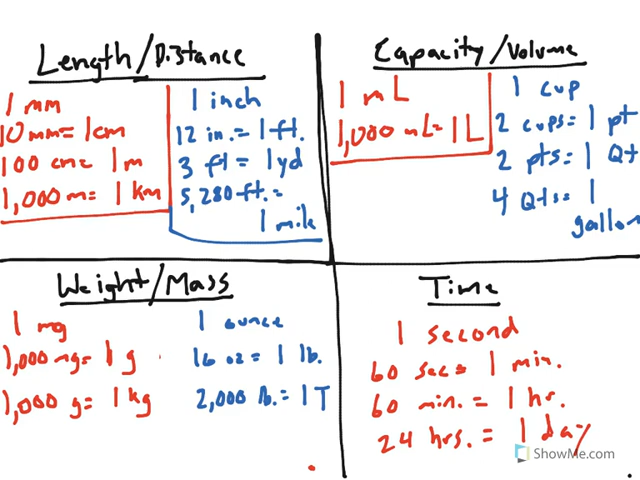 Length/Distance
1 mm
10 mm = 1 cm
100 cm = 1 m
1,000 m = 1 km
1 inch
12 in. = 1 ft.
3 ft = 1 yd
5,280 ft. =
1 mile
Capacity/Volume
1 mL
1,000 mL = 1 L
1 cup
2 cups = 1 pt
2 pts = 1 Qt
4 Qts = 1
gallon
Weight/Mass
1 mg
1,000 mg = 1 g
1,000 g = 1 kg
1 ounce
16 oz = 1 lb.
2,000 lb. = 1 T
Time
1 second
60 sec = 1 min.
60 min. = 1 hr.
24 hrs. = 1 day
ShowMe.com